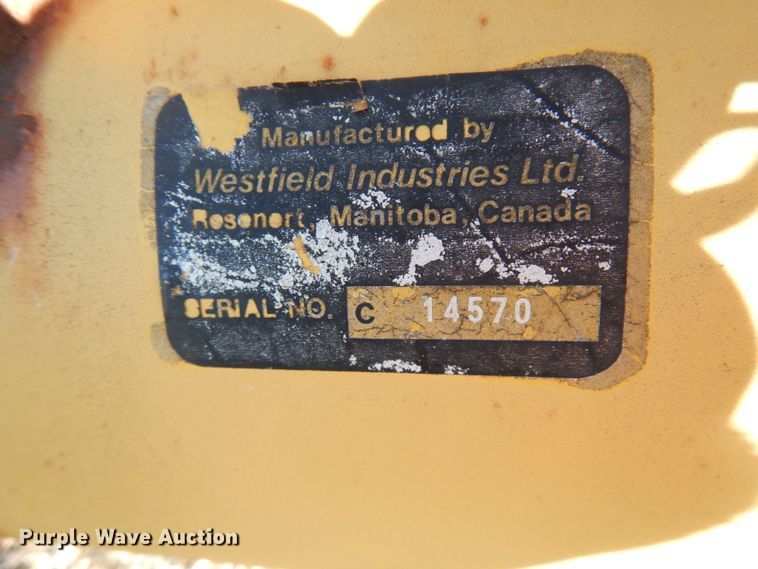 Manufactured by
Westfield Industries Ltd.
Rosenort, Manitoba, Canada
SERIAL NO. C 14570
Purple Wave Auction